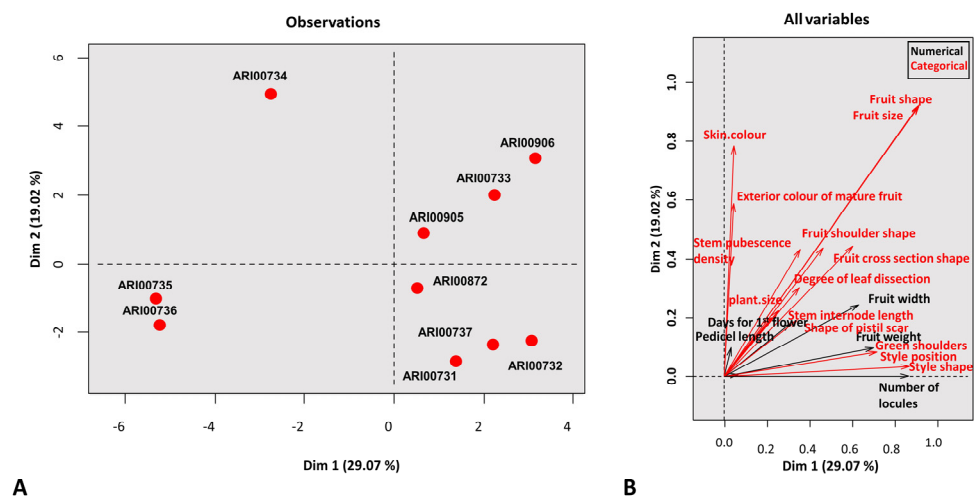 Observations
6
4
2
0
-2
Dim 2 (19.02 %)
ARI00734
ARI00906
ARI00733
ARI00905
ARI00872
ARI00735
ARI00736
ARI00737
ARI00731
ARI00732
-6
-4
-2
0
2
4
Dim 1 (29.07 %)
A
All variables
Numerical
Categorical
1.0
0.8
0.6
0.4
0.2
0.0
Dim 2 (19.02 %)
Fruit shape
Fruit size
Skin.colour
Exterior colour of mature fruit
Fruit shoulder shape
Stem pubescence
density
Fruit cross section shape
Degree of leaf dissection
plant.size
Fruit width
Stem internode length
Days for 1st flower
Shape of pistil scar
Pedicel length
Fruit weight
Green shoulders
Style position
Style shape
Number of
locules
0.0
0.2
0.4
0.6
0.8
1.0
Dim 1 (29.07 %)
B